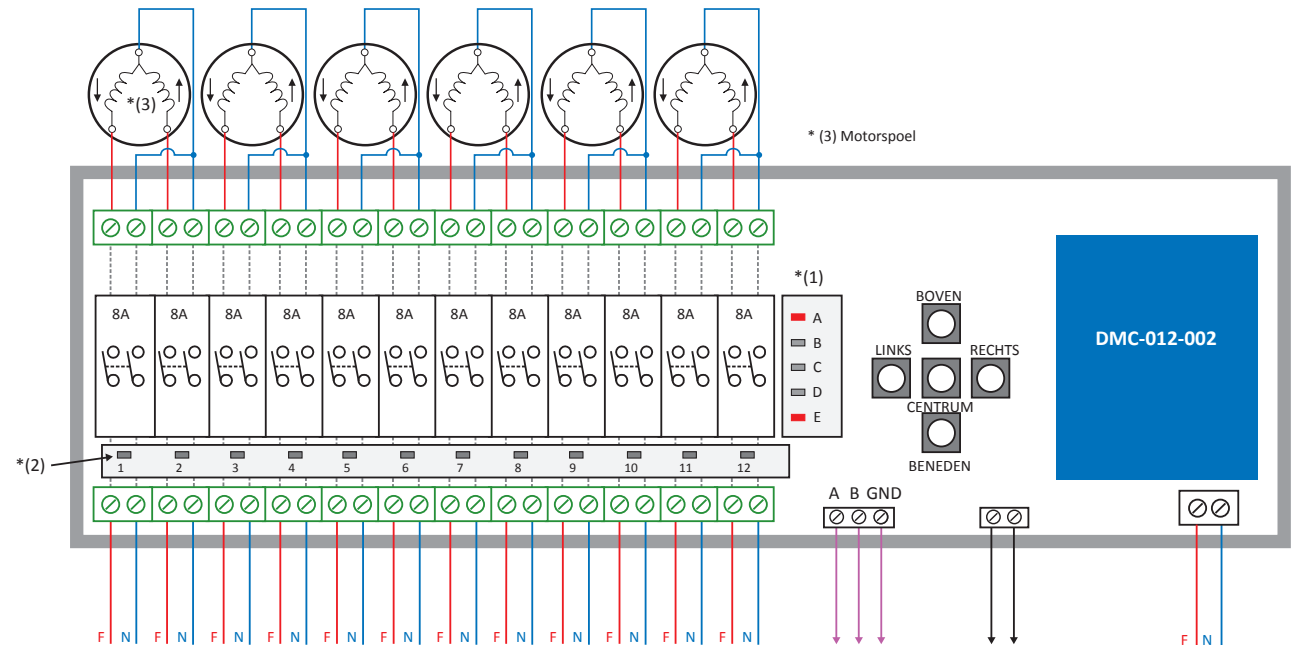 *(3)
* (3) Motorspoel
*(1)
8A 8A 8A 8A 8A 8A 8A 8A 8A 8A 8A 8A
A
B
C
D
E
BOVEN
LINKS RECHTS
CENTRUM
BENEDEN
DMC-012-002
*(2)
1 2 3 4 5 6 7 8 9 10 11 12
A B GND
F N F N F N F N F N F N F N F N F N F N F N F N F N